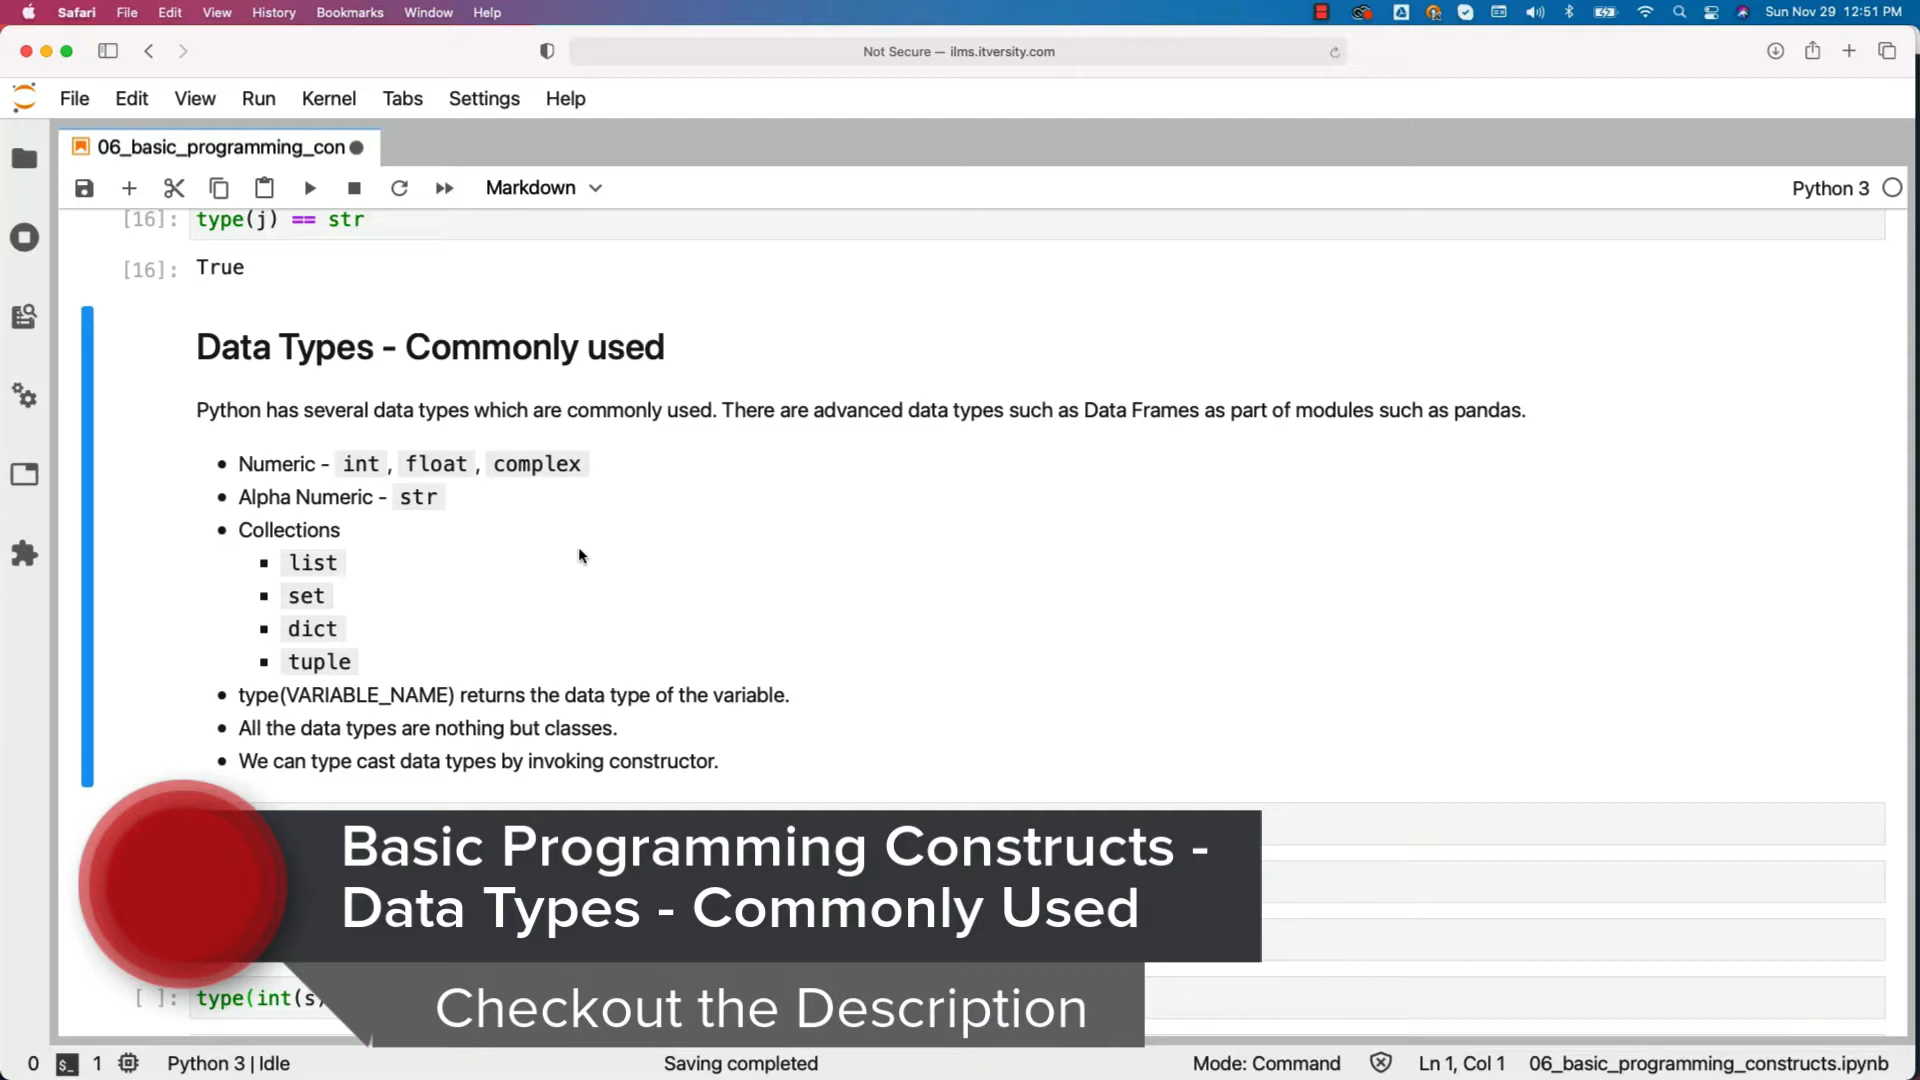 Safari File Edit View History Bookmarks Window Help Sun Nov 29 12:51 PM
Not Secure — ilms.itversity.com
File Edit View Run Kernel Tabs Settings Help
06_basic_programming_con
Markdown Python 3
[16]: type(j) == str
[16]: True
Data Types - Commonly used
Python has several data types which are commonly used. There are advanced data types such as Data Frames as part of modules such as pandas.
• Numeric - int, float, complex
• Alpha Numeric - str
• Collections
▪ list
▪ set
▪ dict
▪ tuple
• type(VARIABLE_NAME) returns the data type of the variable.
• All the data types are nothing but classes.
• We can type cast data types by invoking constructor.
Basic Programming Constructs -
Data Types - Commonly Used
[ ]: type(int(s)
Checkout the Description
0 $_ 1 Python 3 | Idle Saving completed Mode: Command Ln 1, Col 1 06_basic_programming_constructs.ipynb